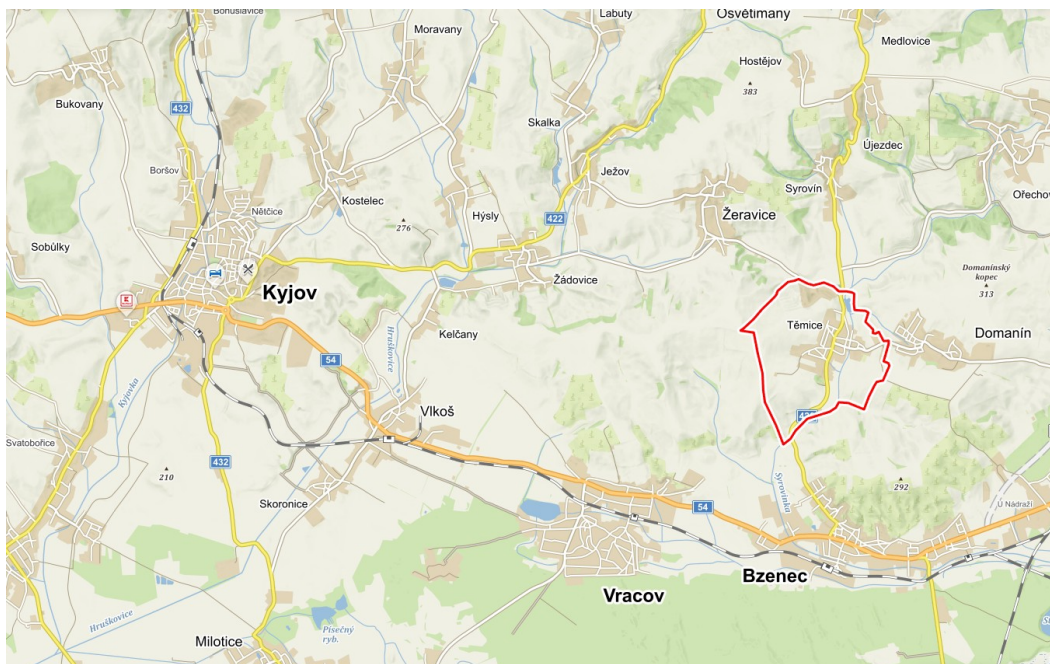 Bohuslavice
Labuty
Osvětimany
Moravany
Medlovice
Hostějov
383
Bukovany
432
Skalka
Újezdec
Boršov
Ježov
Syrovín
Kostelec
Nětčice
Hýsly
422
Žeravice
Ořechov
276
Sobůlky
Žádovice
Domanínský
kopec
313
Kyjov
Těmice
Domanín
Kelčany
Hruškovice
54
Kyjovka
Vlkoš
Svatobořice
432
210
Skoronice
Syrovinka
292
U Nádraží
54
Bzenec
Vracov
Hruškovice
Písečný
ryb.
Milotice